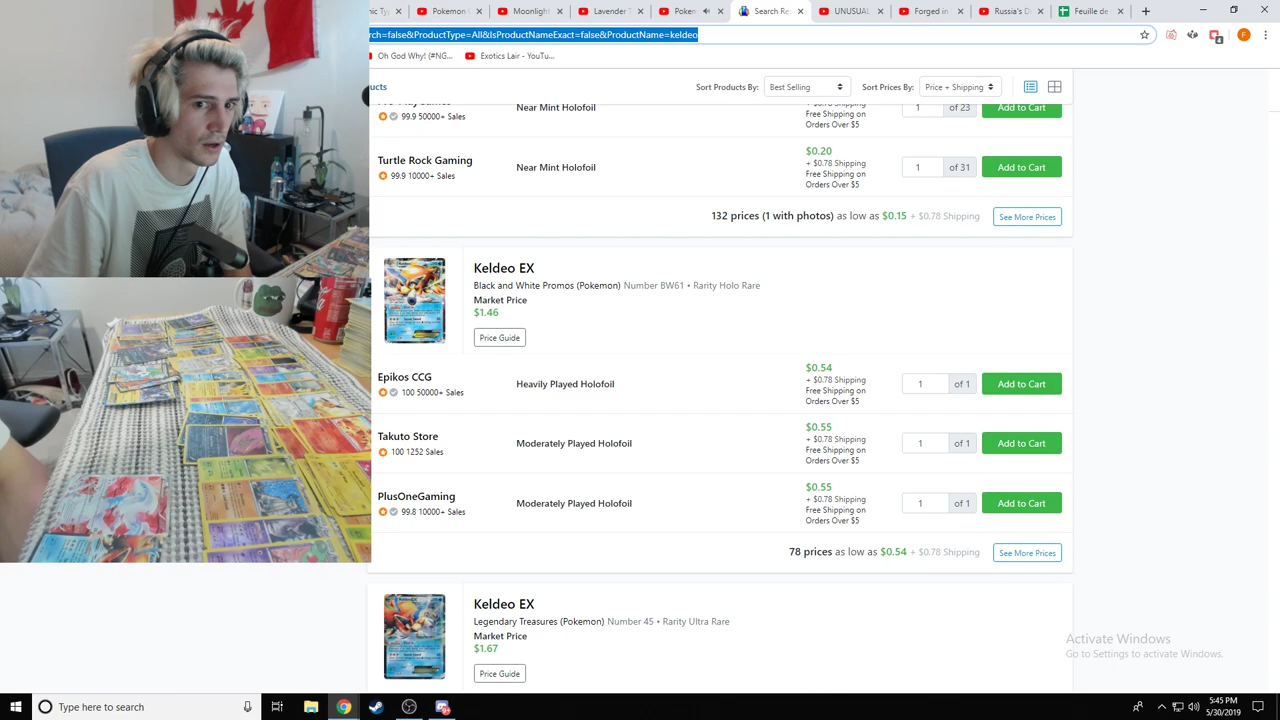 ic Ty
Pokemon
Moonligh
Lavender T
Pokem
Search Re
UNUSUAL
Forged in
Russia's D
Feuille de
rch=false&ProductType=All&IsProductNameExact=false&ProductName=keldeo
4
F
Oh God Why! (#NG...
Exotics Lair - YouTu...
ucts
Sort Products By:
Best Selling
Sort Prices By:
Price + Shipping
99.9 50000+ Sales
Near Mint Holofoil
Free Shipping on
Orders Over $5
1
of 23
Add to Cart
Turtle Rock Gaming
99.9 10000+ Sales
Near Mint Holofoil
$0.20
+ $0.78 Shipping
Free Shipping on
Orders Over $5
1
of 31
Add to Cart
132 prices (1 with photos) as low as $0.15 + $0.78 Shipping
See More Prices
Keldeo EX
Black and White Promos (Pokemon) Number BW61 • Rarity Holo Rare
Market Price
$1.46
Price Guide
Epikos CCG
100 50000+ Sales
Heavily Played Holofoil
$0.54
+ $0.78 Shipping
Free Shipping on
Orders Over $5
1
of 1
Add to Cart
Takuto Store
100 1252 Sales
Moderately Played Holofoil
$0.55
+ $0.78 Shipping
Free Shipping on
Orders Over $5
1
of 1
Add to Cart
PlusOneGaming
99.8 10000+ Sales
Moderately Played Holofoil
$0.55
+ $0.78 Shipping
Free Shipping on
Orders Over $5
1
of 1
Add to Cart
78 prices as low as $0.54 + $0.78 Shipping
See More Prices
Keldeo EX
Legendary Treasures (Pokemon) Number 45 • Rarity Ultra Rare
Market Price
$1.67
Price Guide
Activate Windows
Go to Settings to activate Windows.
Type here to search
5:45 PM
5/30/2019